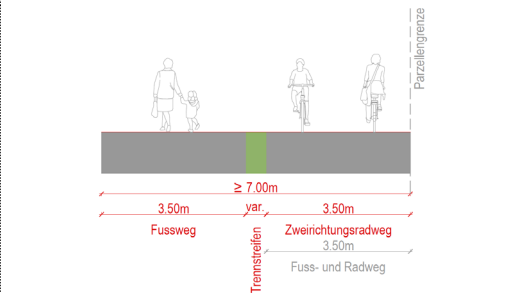 Parzellengrenze
≥ 7.00m
3.50m var. 3.50m
Fussweg Trennstreifen Zweirichtungsradweg
3.50m
Fuss- und Radweg